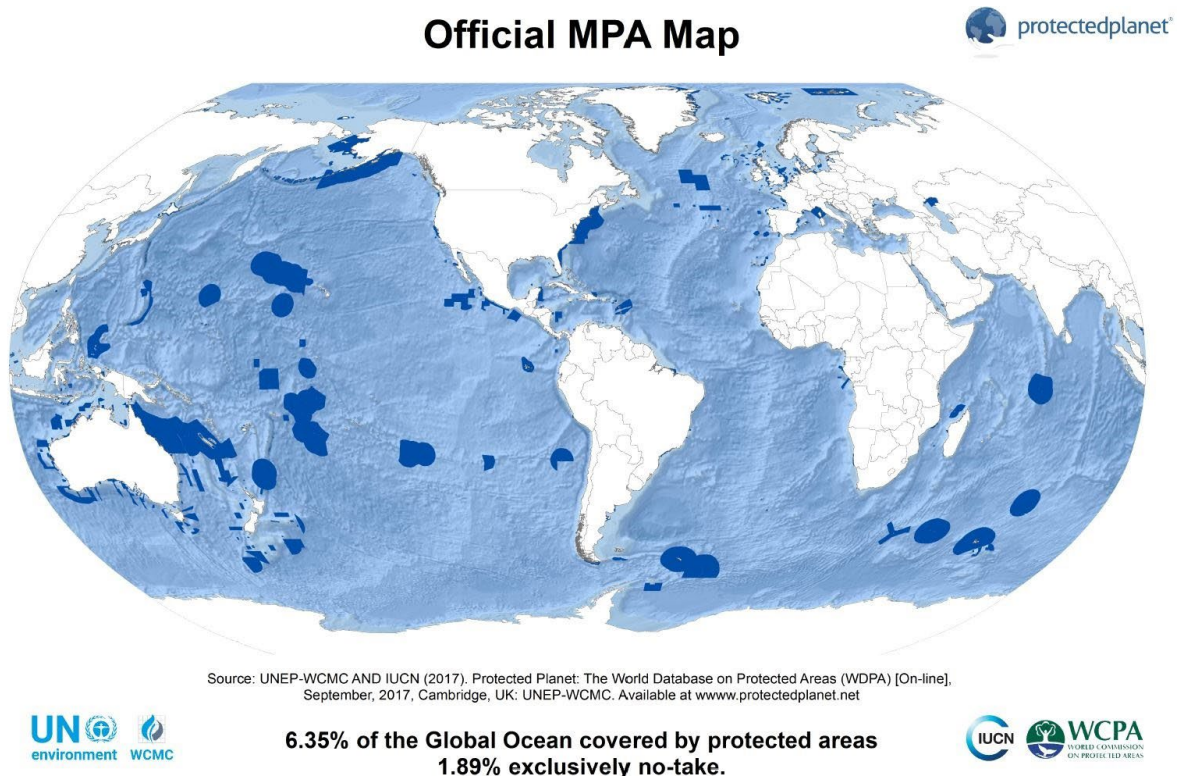 Official MPA Map
protectedplanet®
Source: UNEP-WCMC AND IUCN (2017). Protected Planet: The World Database on Protected Areas (WDPA) [On-line],
September, 2017, Cambridge, UK: UNEP-WCMC. Available at wwww.protectedplanet.net
UN
environment
WCMC
6.35% of the Global Ocean covered by protected areas
1.89% exclusively no-take.
IUCN
WCPA
WORLD COMMISSION
ON PROTECTED AREAS